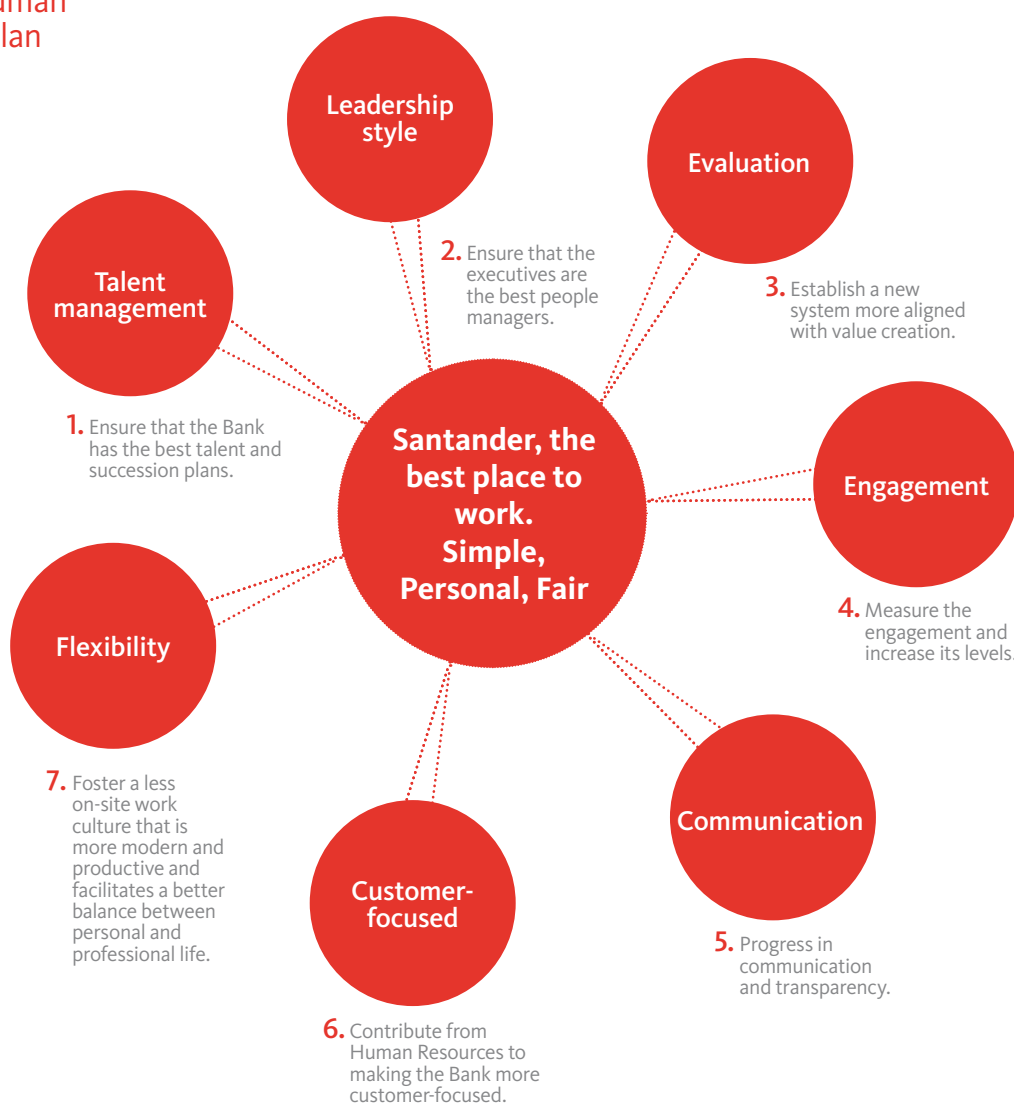 lan
Talent
management
1. Ensure that the Bank
has the best talent and
succession plans.
Leadership
style
2. Ensure that the
executives are
the best people
managers.
Evaluation
3. Establish a new
system more aligned
with value creation.
Engagement
4. Measure the
engagement and
increase its levels.
Communication
5. Progress in
communication
and transparency.
Customer-
focused
6. Contribute from
Human Resources to
making the Bank more
customer-focused.
Flexibility
7. Foster a less
on-site work
culture that is
more modern and
productive and
facilitates a better
balance between
personal and
professional life.
Santander, the
best place to
work.
Simple,
Personal, Fair